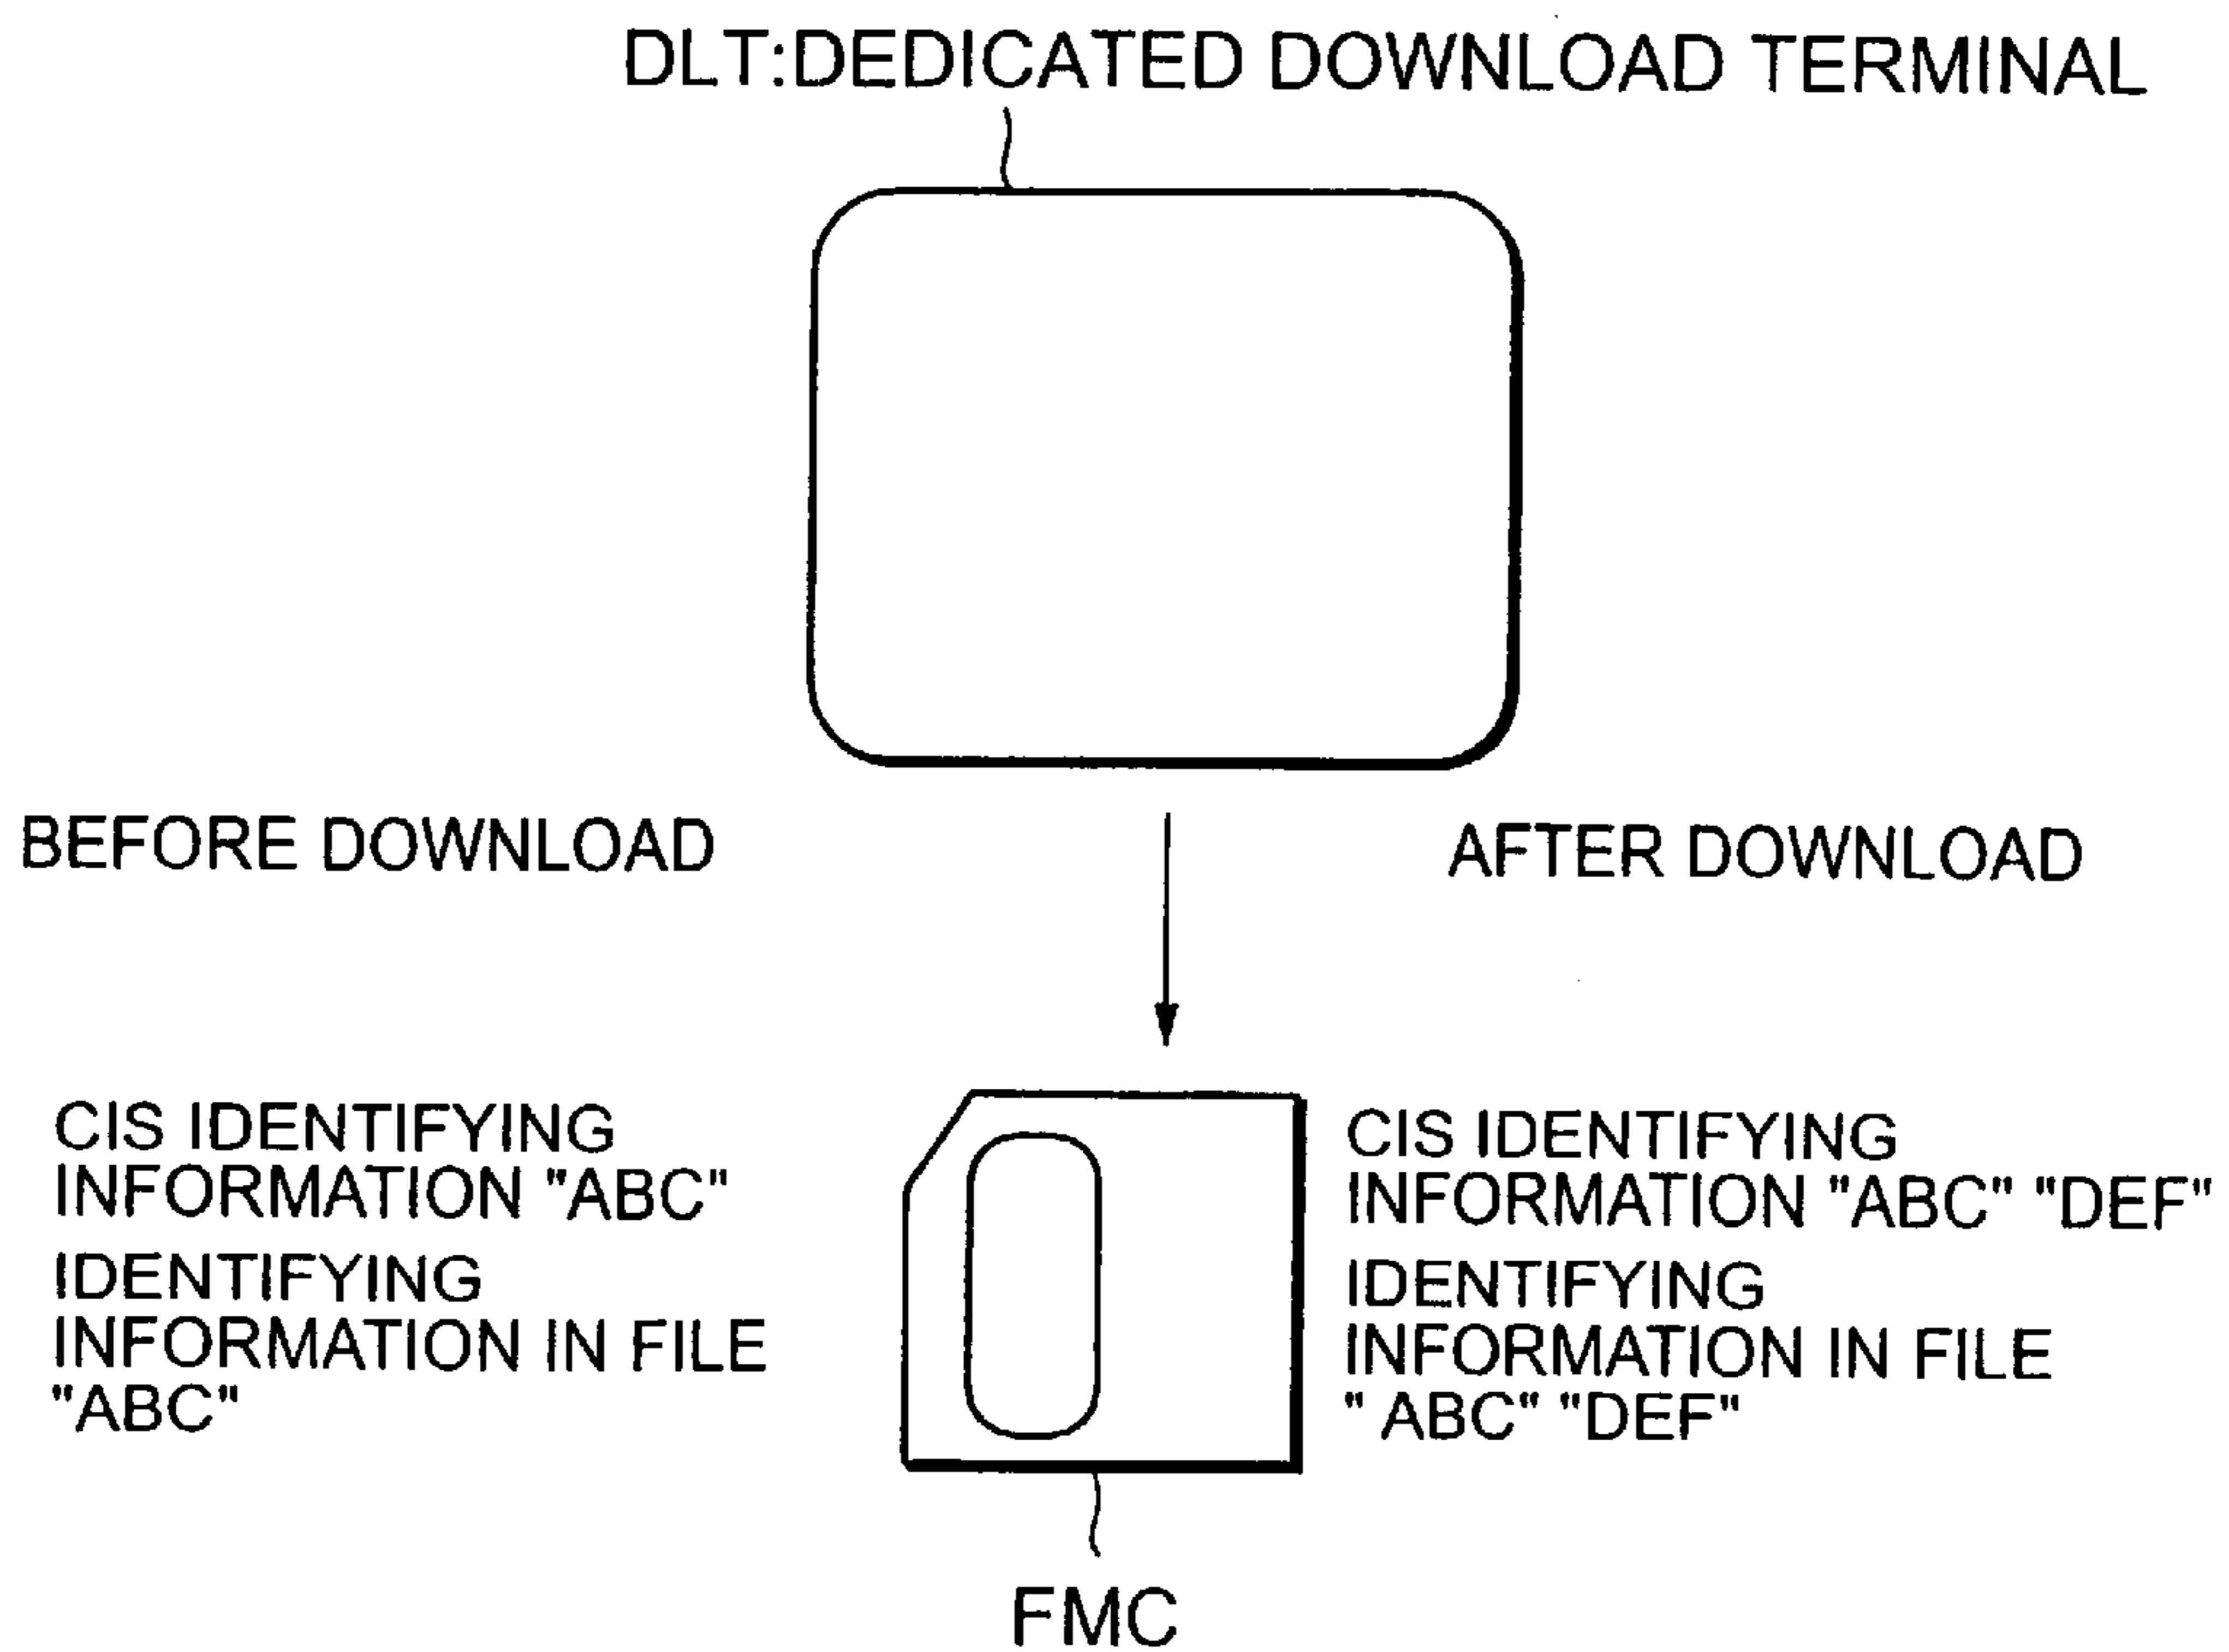 DLT:DEDICATED DOWNLOAD TERMINAL
BEFORE DOWNLOAD
AFTER DOWNLOAD
CIS IDENTIFYING
INFORMATION "ABC"
IDENTIFYING
INFORMATION IN FILE
"ABC"
CIS IDENTIFYING
INFORMATION "ABC" "DEF"
IDENTIFYING
INFORMATION IN FILE
" ABC" "DEF"
FMC